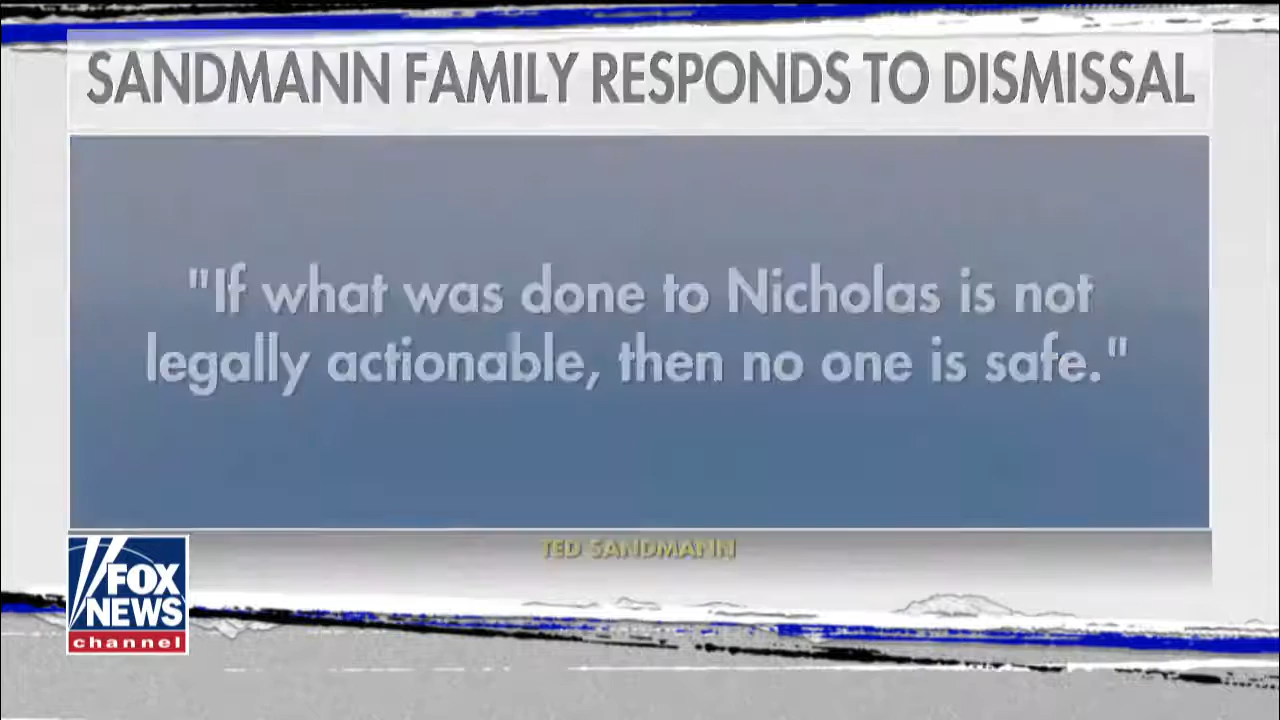 SANDMANN FAMILY RESPONDS TO DISMISSAL
"If what was done to Nicholas is not
legally actionable, then no one is safe."
TED SANDMANN
FOX
NEWS
channel